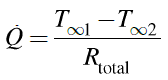 Q̇ = (T∞1 − T∞2) / R_total